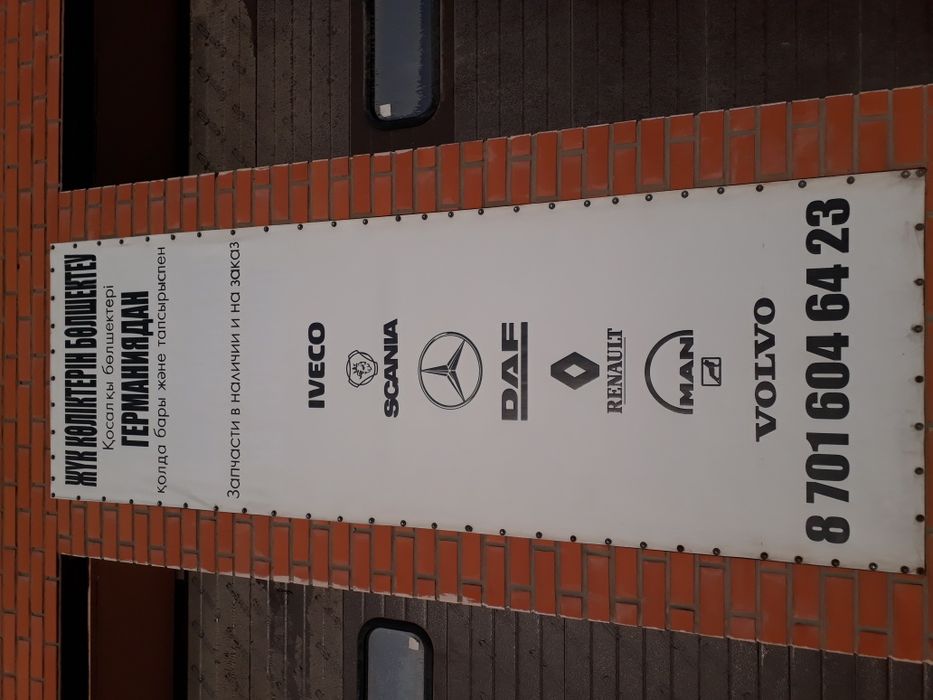 ЖҮК КӨЛІКТЕРІН БӨЛШЕКТЕУ
Қосалқы бөлшектері
ГЕРМАНИЯДАН
қолда бары және тапсырыспен
Запчасти в наличии и на заказ
IVECO
SCANIA
DAF
RENAULT
MAN
VOLVO
8 701 604 64 23